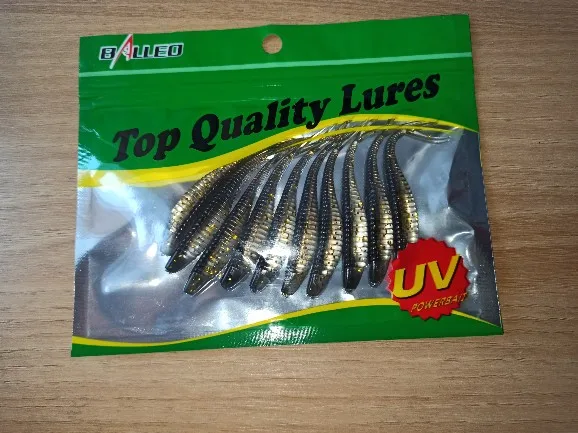 BALLEO
Top Quality Lures
UV
POWERBAIT